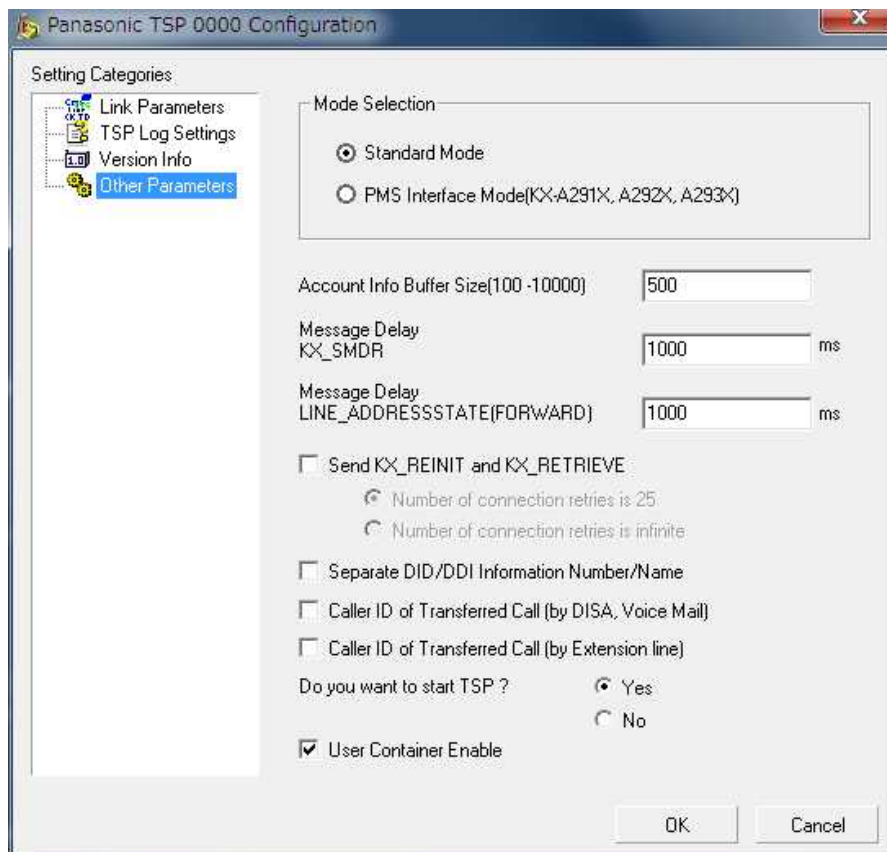 Panasonic TSP 0000 Configuration
Setting Categories
Link Parameters
TSP Log Settings
Version Info
Other Parameters
Mode Selection
Standard Mode
PMS Interface Mode(KX-A291X, A292X, A293X)
Account Info Buffer Size(100 -10000)
500
Message Delay
KX_SMDR
1000
ms
Message Delay
LINE_ADDRESSSTATE(FORWARD)
1000
ms
Send KX_REINIT and KX_RETRIEVE
Number of connection retries is 25
Number of connection retries is infinite
Separate DID/DDI Information Number/Name
Caller ID of Transferred Call (by DISA, Voice Mail)
Caller ID of Transferred Call (by Extension line)
Do you want to start TSP ?
Yes
No
User Container Enable
OK
Cancel